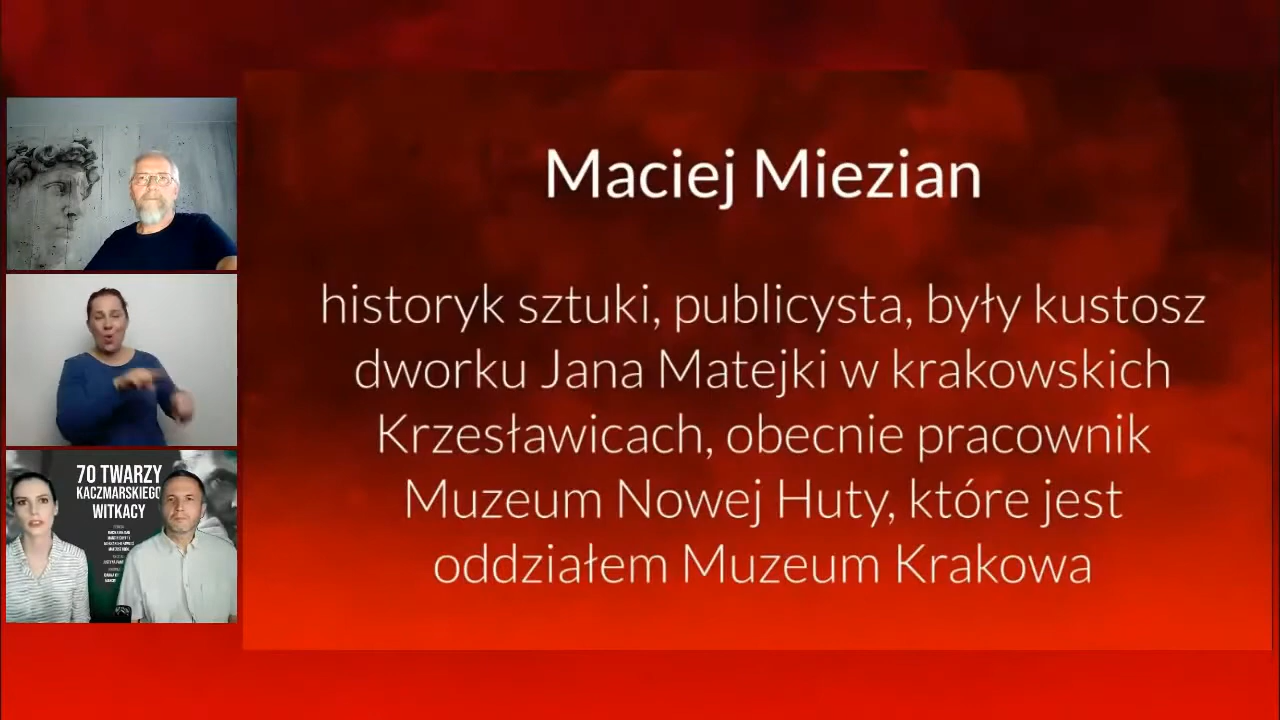 Maciej Miezian
historyk sztuki, publicysta, były kustosz
dworku Jana Matejki w krakowskich
Krzesławicach, obecnie pracownik
Muzeum Nowej Huty, które jest
oddziałem Muzeum Krakowa
70 TWARZY
KACZMARSKIEGO
WITKACY